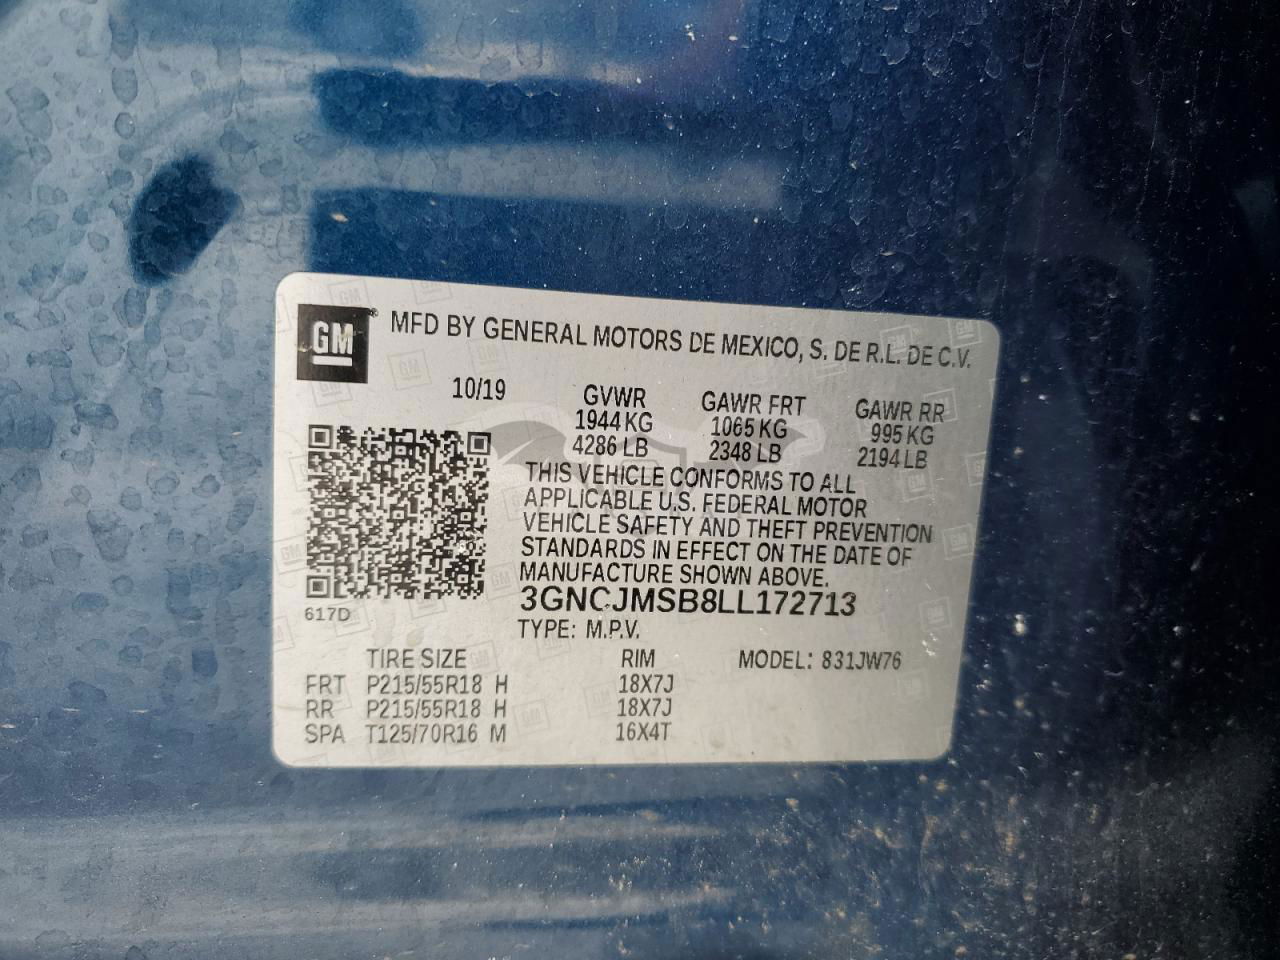 GM
MFD BY GENERAL MOTORS DE MEXICO, S. DE R.L. DE C.V.
10/19
GVWR GAWR FRT GAWR RR
1944 KG 1065 KG 995 KG
4286 LB 2348 LB 2194 LB
THIS VEHICLE CONFORMS TO ALL
APPLICABLE U.S. FEDERAL MOTOR
VEHICLE SAFETY AND THEFT PREVENTION
STANDARDS IN EFFECT ON THE DATE OF
MANUFACTURE SHOWN ABOVE.
617D 3GNCJMSB8LL172713
TYPE: M.P.V.
TIRE SIZE RIM MODEL: 831JW76
FRT P215/55R18 H 18X7J
RR P215/55R18 H 18X7J
SPA T125/70R16 M 16X4T